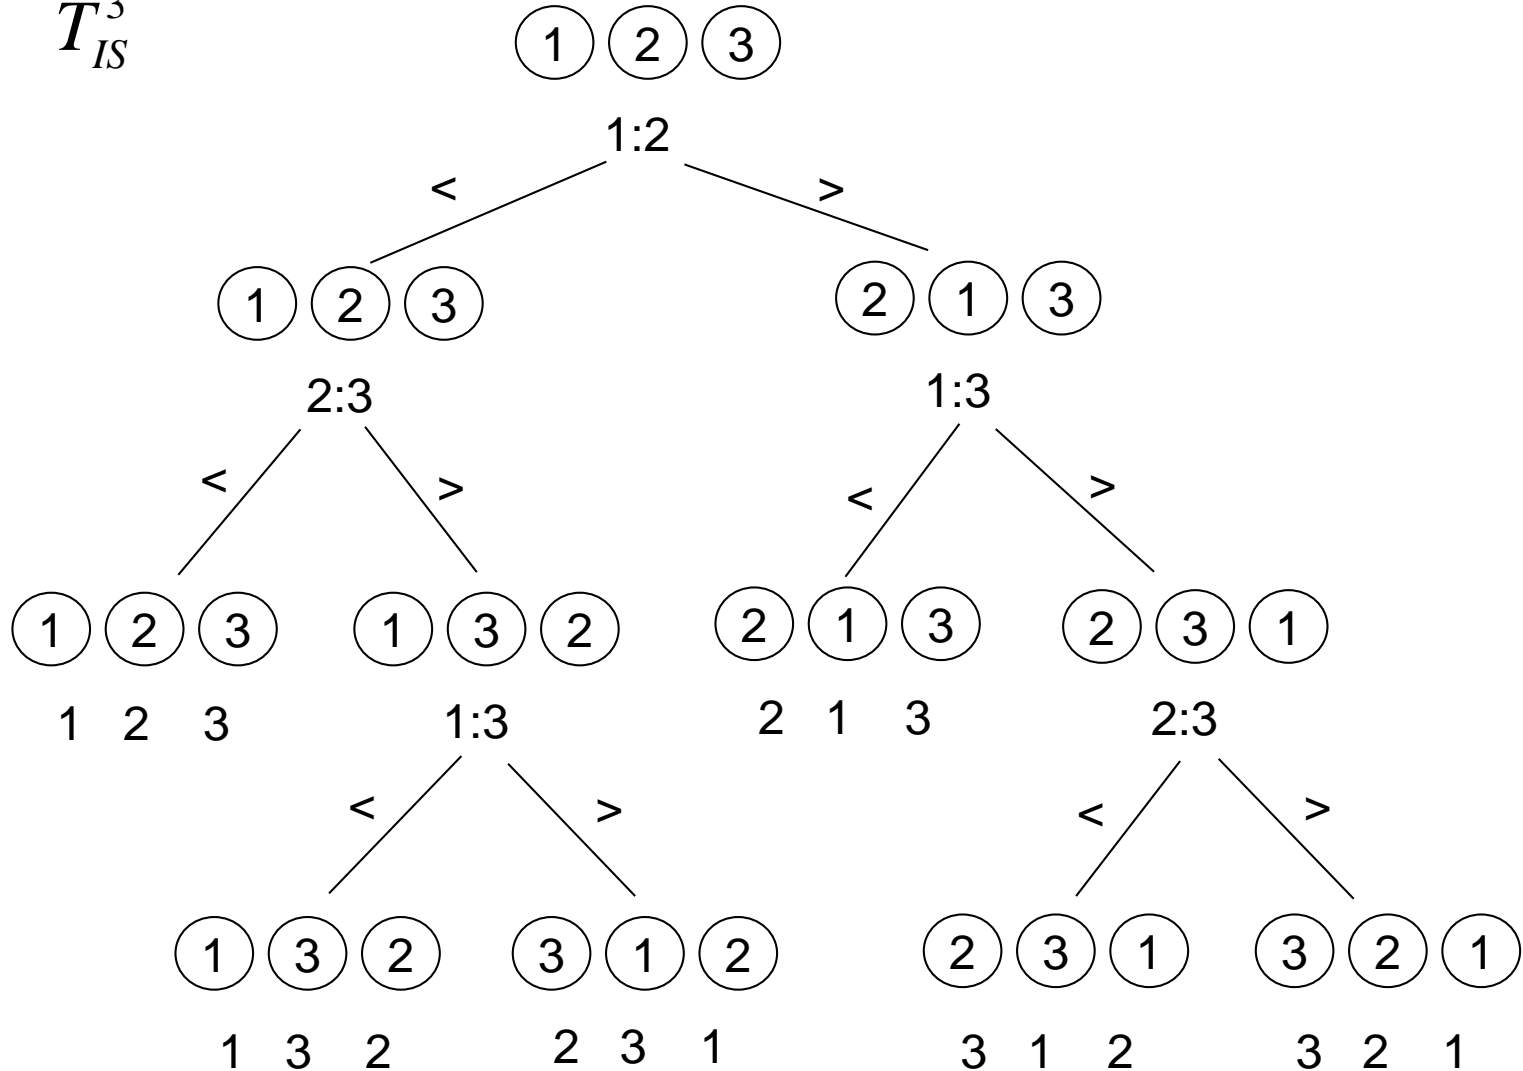 T 3 IS
1 2 3
1:2
< >
1 2 3 2 1 3
2:3 1:3
< > < >
1 2 3 1 3 2 2 1 3 2 3 1
1 2 3 1:3 2 1 3 2:3
< > < >
1 3 2 3 1 2 2 3 1 3 2 1
1 3 2 2 3 1 3 1 2 3 2 1